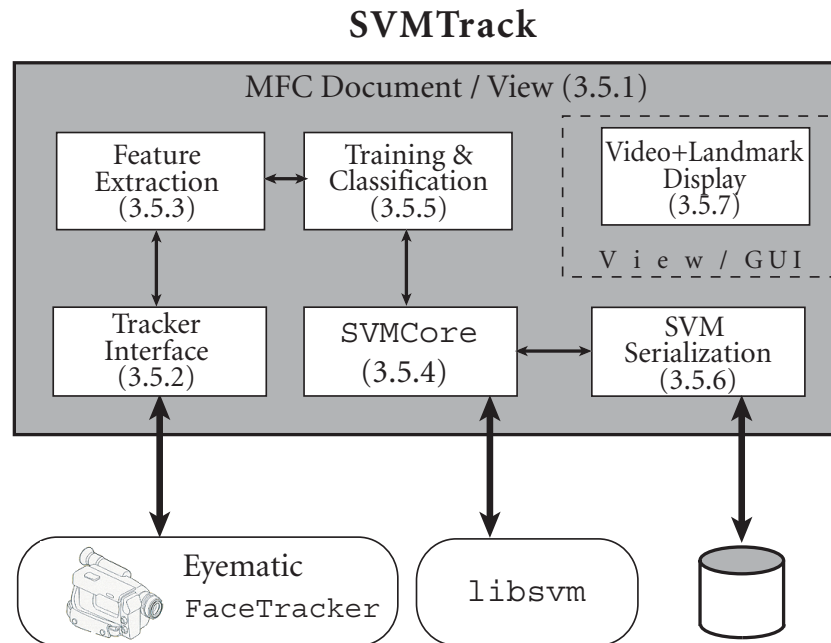 SVMTrack
MFC Document / View (3.5.1)
Feature
Extraction
(3.5.3)
Training &
Classification
(3.5.5)
Video+Landmark
Display
(3.5.7)
View / GUI
Tracker
Interface
(3.5.2)
SVMCore
(3.5.4)
SVM
Serialization
(3.5.6)
Eyematic
FaceTracker
libsvm